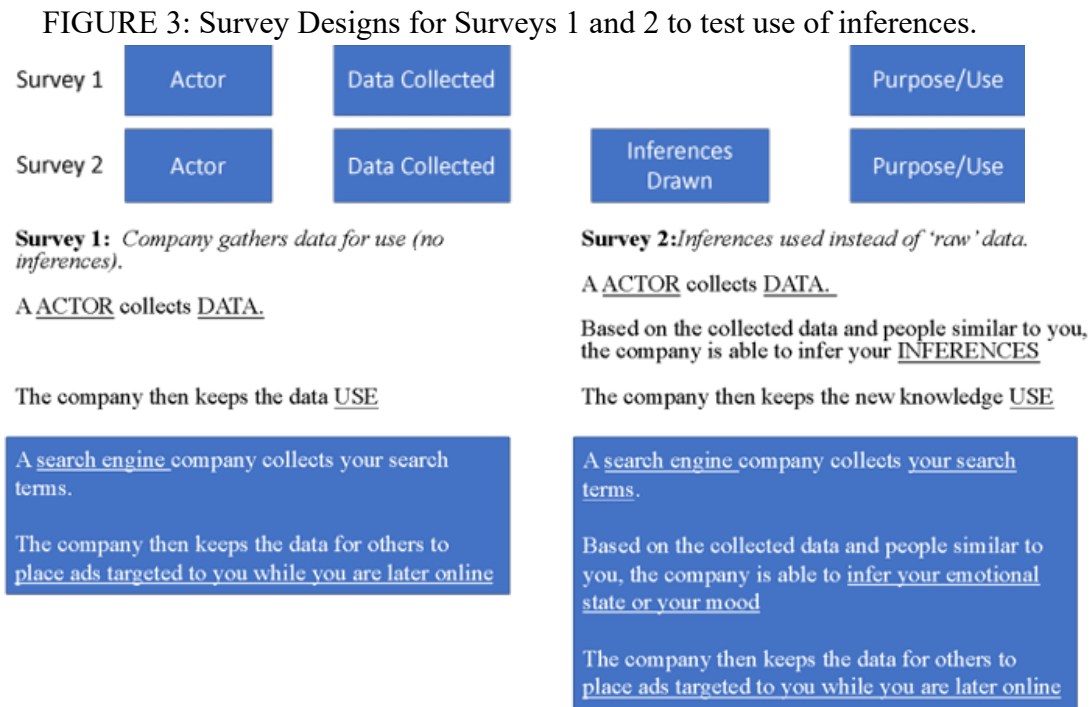 FIGURE 3: Survey Designs for Surveys 1 and 2 to test use of inferences.
Survey 1
Actor
Data Collected
Purpose/Use
Survey 2
Actor
Data Collected
Inferences
Drawn
Purpose/Use
Survey 1: Company gathers data for use (no
inferences).
A ACTOR collects DATA.
The company then keeps the data USE
A search engine company collects your search
terms.
The company then keeps the data for others to
place ads targeted to you while you are later online
Survey 2:Inferences used instead of ‘raw’ data.
A ACTOR collects DATA.
Based on the collected data and people similar to you,
the company is able to infer your INFERENCES
The company then keeps the new knowledge USE
A search engine company collects your search
terms.
Based on the collected data and people similar to
you, the company is able to infer your emotional
state or your mood
The company then keeps the data for others to
place ads targeted to you while you are later online